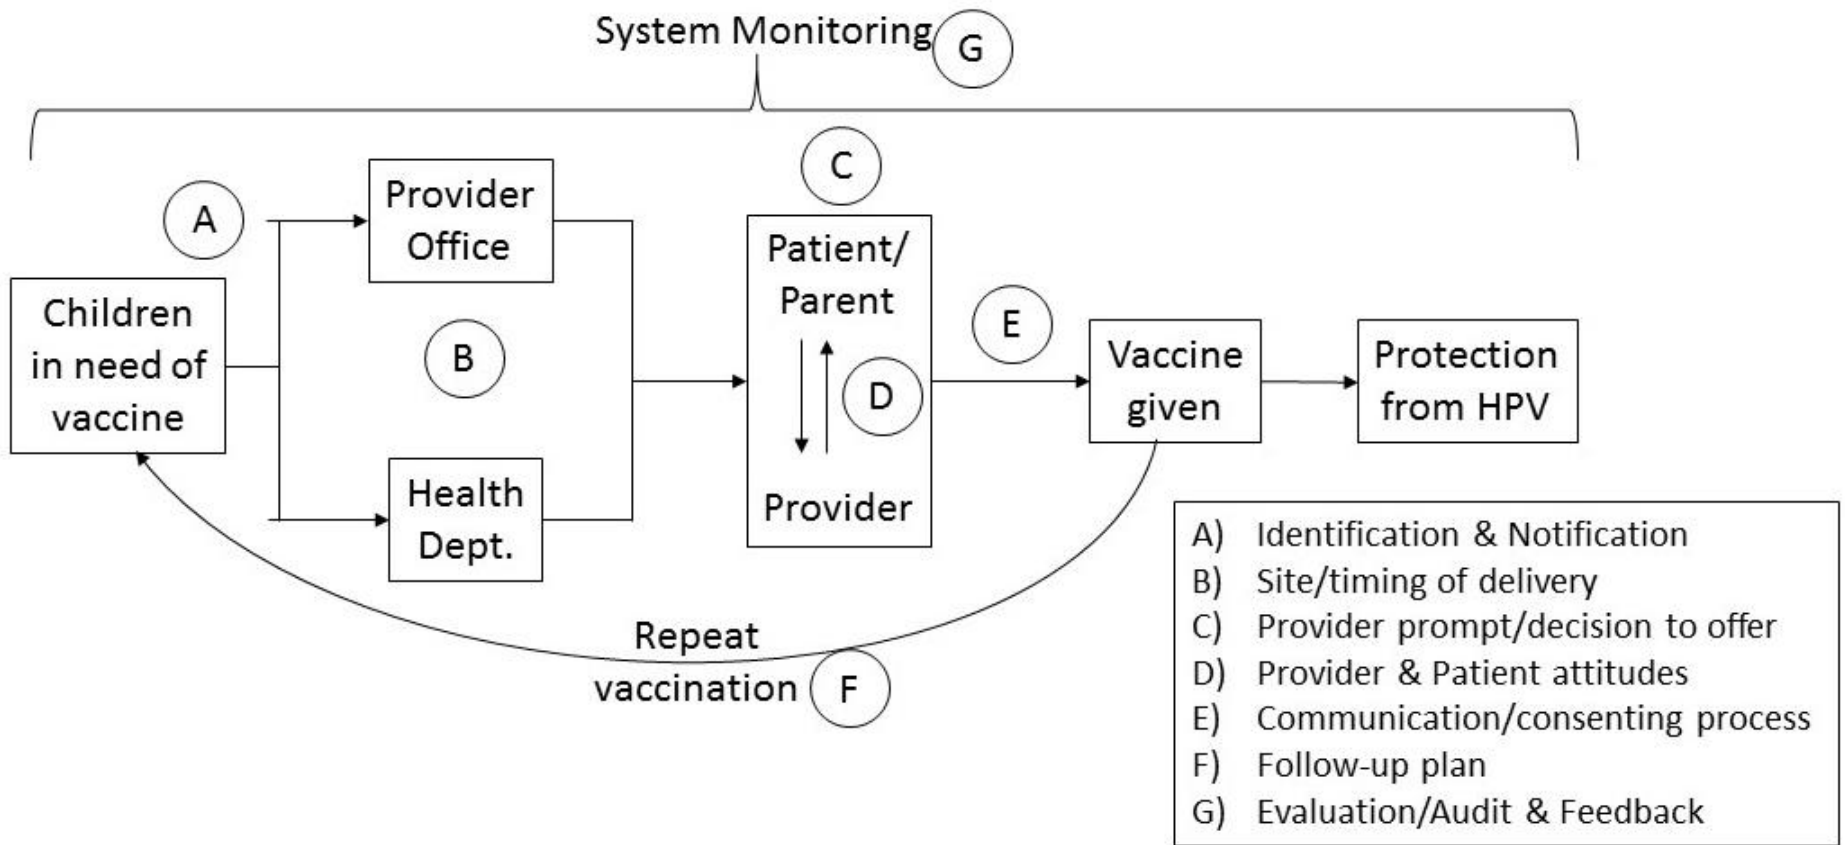 System Monitoring
G
C
A
Provider
Office
Patient/
Parent
Children
in need of
vaccine
B
D
E
Vaccine
given
Protection
from HPV
Health
Dept.
Provider
Repeat
vaccination
F
A) Identification & Notification
B) Site/timing of delivery
C) Provider prompt/decision to offer
D) Provider & Patient attitudes
E) Communication/consenting process
F) Follow-up plan
G) Evaluation/Audit & Feedback